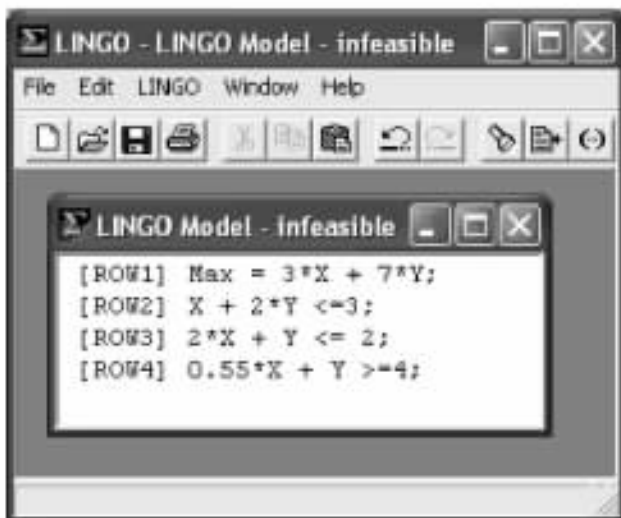 LINGO - LINGO Model - infeasible
File Edit LINGO Window Help
LINGO Model - infeasible
[ROW1] Max = 3*X + 7*Y;
[ROW2] X + 2*Y <=3;
[ROW3] 2*X + Y <= 2;
[ROW4] 0.55*X + Y >=4;